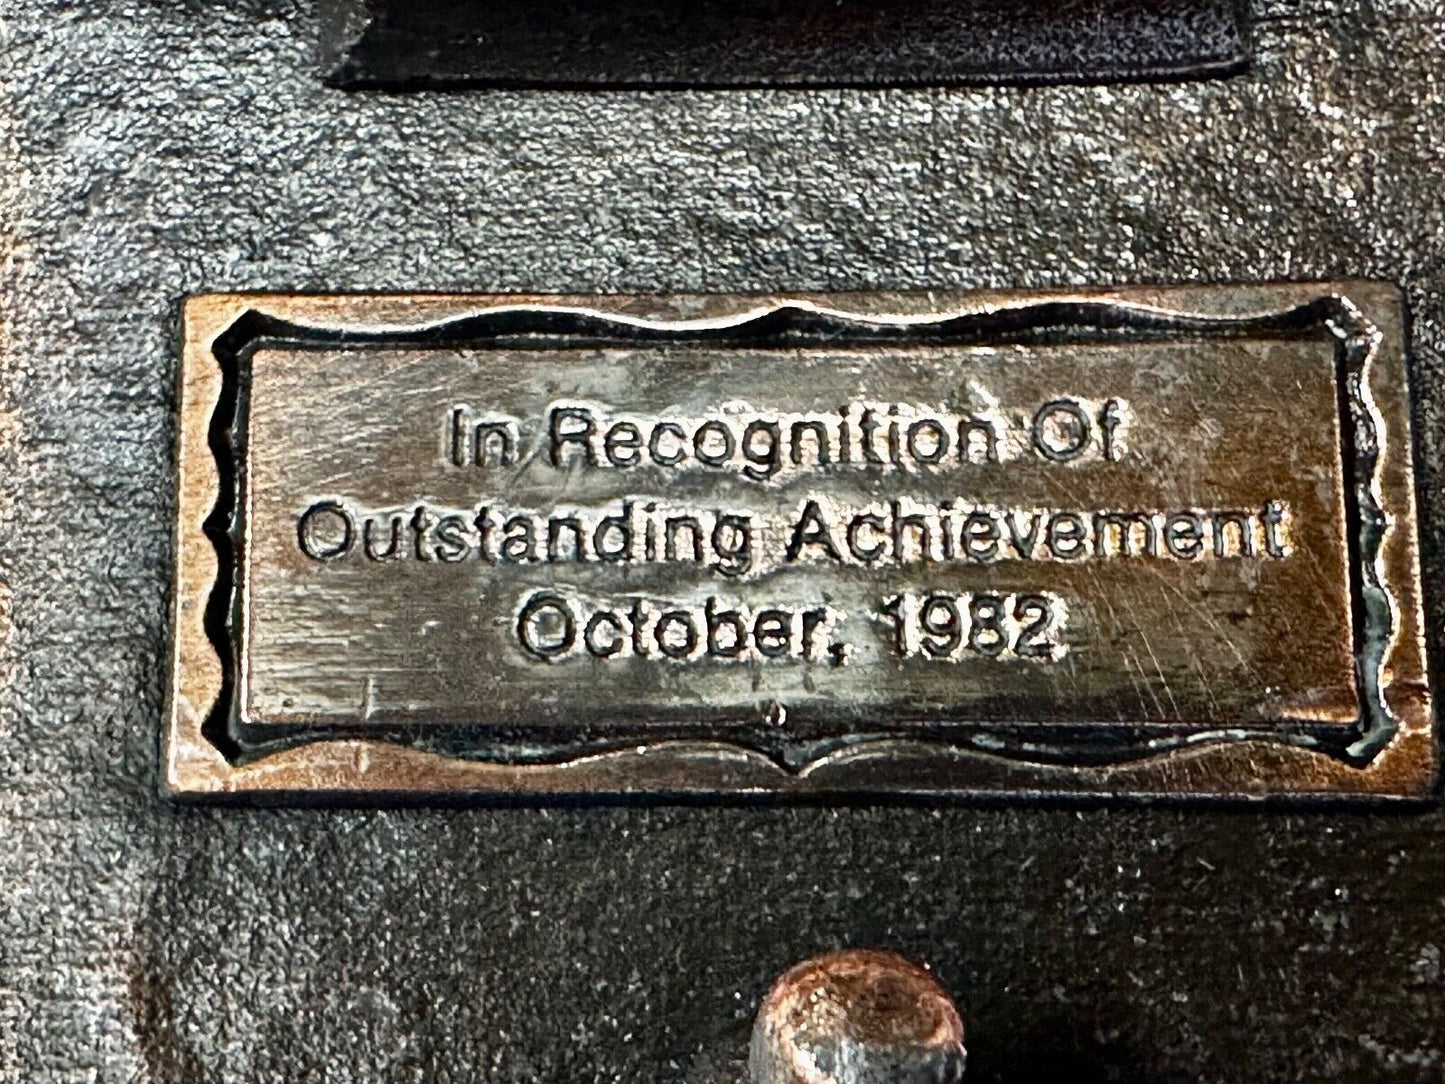 In Recognition Of
Outstanding Achievement
October, 1982